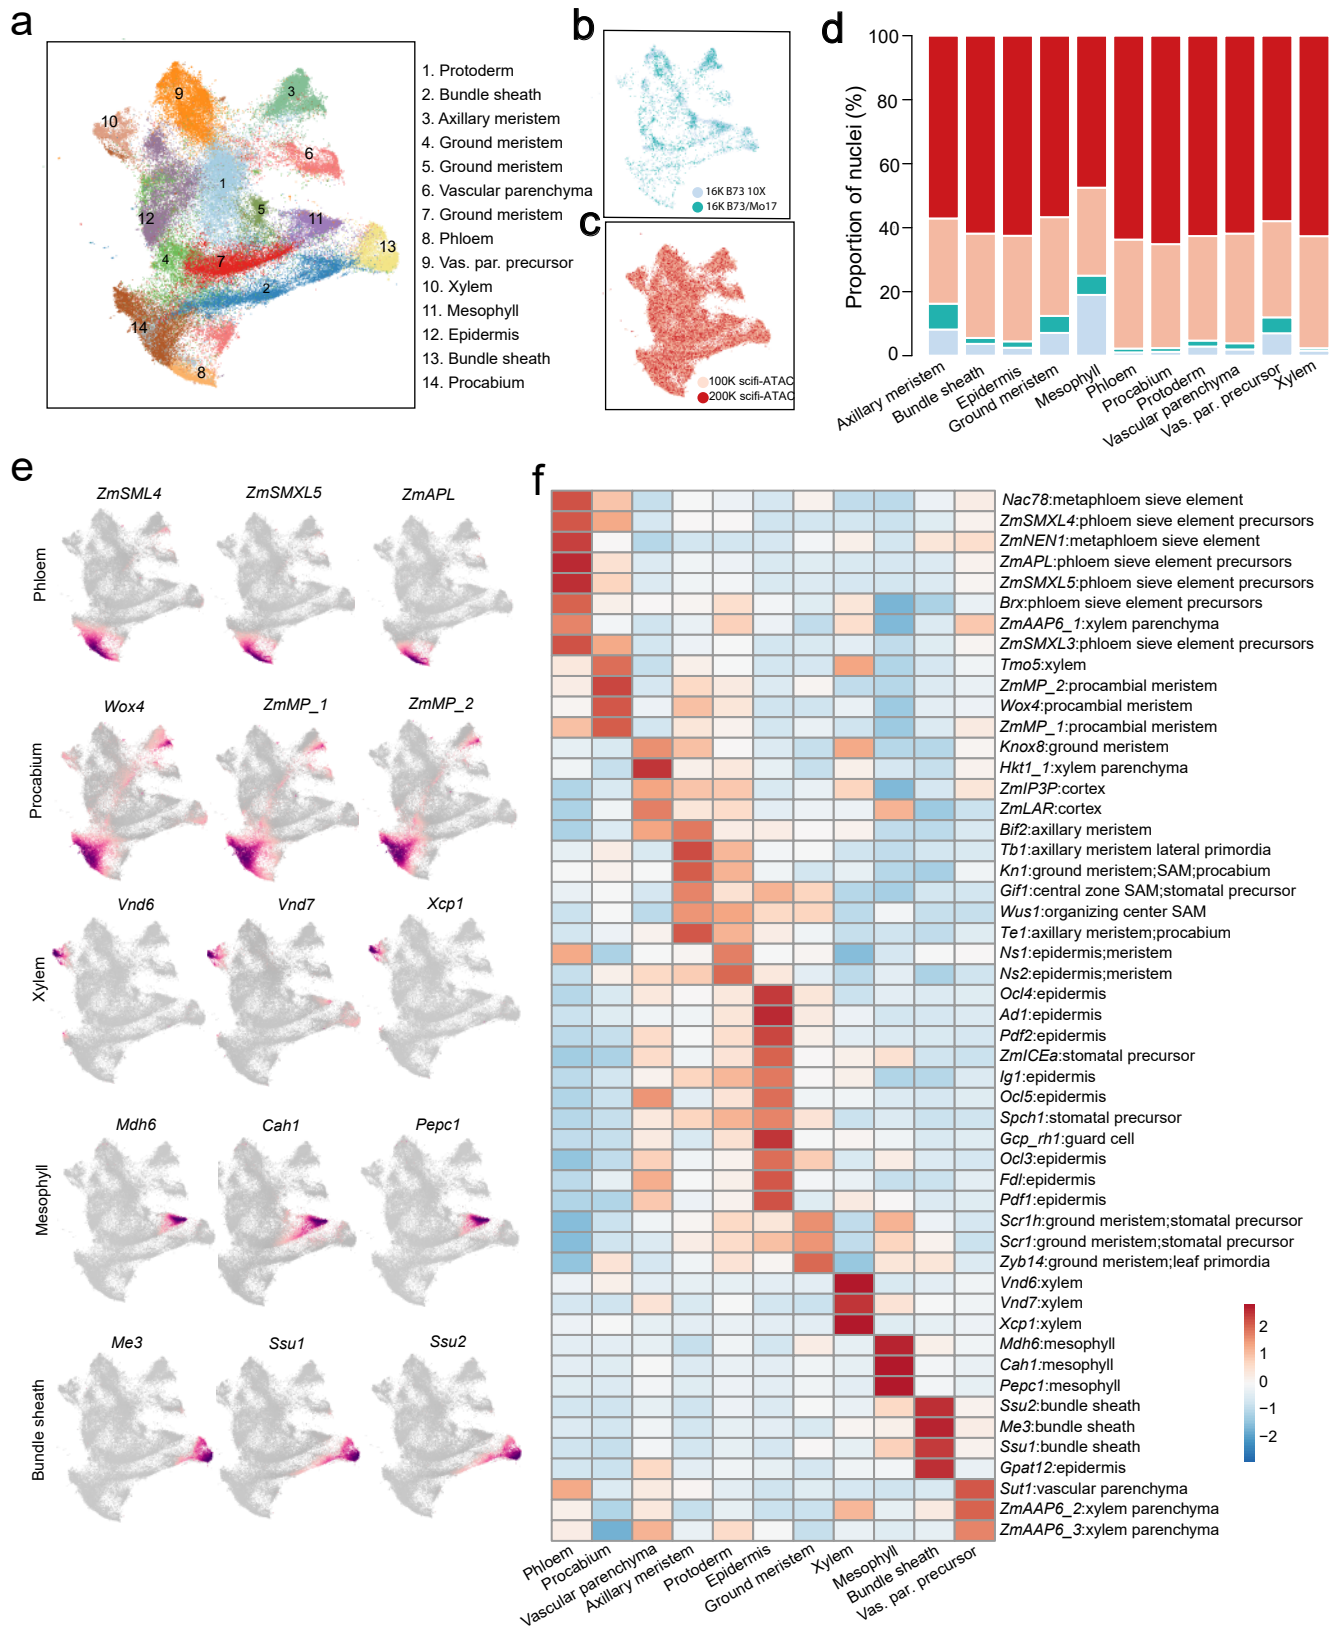 a
9
3
10
6
1
12
5
11
13
4
7
2
14
8
1. Protoderm
2. Bundle sheath
3. Axillary meristem
4. Ground meristem
5. Ground meristem
6. Vascular parenchyma
7. Ground meristem
8. Phloem
9. Vas. par. precursor
10. Xylem
11. Mesophyll
12. Epidermis
13. Bundle sheath
14. Procabium
b
16K B73 10X
16K B73/Mo17
c
100K scifi-ATAC
200K scifi-ATAC
d
Proportion of nuclei (%)
100
80
60
40
20
0
Axillary meristem
Bundle sheath
Epidermis
Ground meristem
Mesophyll
Phloem
Procabium
Protoderm
Vascular parenchyma
Vas. par. precursor
Xylem
e
Phloem
ZmSML4
ZmSMXL5
ZmAPL
Procabium
Wox4
ZmMP_1
ZmMP_2
Xylem
Vnd6
Vnd7
Xcp1
Mesophyll
Mdh6
Cah1
Pepc1
Bundle sheath
Me3
Ssu1
Ssu2
f
Nac78:metaphloem sieve element
ZmSMXL4:phloem sieve element precursors
ZmNEN1:metaphloem sieve element
ZmAPL:phloem sieve element precursors
ZmSMXL5:phloem sieve element precursors
Brx:phloem sieve element precursors
ZmAAP6_1:xylem parenchyma
ZmSMXL3:phloem sieve element precursors
Tmo5:xylem
ZmMP_2:procambial meristem
Wox4:procambial meristem
ZmMP_1:procambial meristem
Knox8:ground meristem
Hkt1_1:xylem parenchyma
ZmIP3P:cortex
ZmLAR:cortex
Bif2:axillary meristem
Tb1:axillary meristem lateral primordia
Kn1:ground meristem;SAM;procabium
Gif1:central zone SAM;stomatal precursor
Wus1:organizing center SAM
Te1:axillary meristem;procabium
Ns1:epidermis;meristem
Ns2:epidermis;meristem
Ocl4:epidermis
Ad1:epidermis
Pdf2:epidermis
ZmICEa:stomatal precursor
Ig1:epidermis
Ocl5:epidermis
Spch1:stomatal precursor
Gcp_rh1:guard cell
Ocl3:epidermis
Fdl:epidermis
Pdf1:epidermis
Scr1h:ground meristem;stomatal precursor
Scr1:ground meristem;stomatal precursor
Zyb14:ground meristem;leaf primordia
Vnd6:xylem
Vnd7:xylem
Xcp1:xylem
Mdh6:mesophyll
Cah1:mesophyll
Pepc1:mesophyll
Ssu2:bundle sheath
Me3:bundle sheath
Ssu1:bundle sheath
Gpat12:epidermis
Sut1:vascular parenchyma
ZmAAP6_2:xylem parenchyma
ZmAAP6_3:xylem parenchyma
2
1
0
−1
−2
Phloem
Procabium
Vascular parenchyma
Axillary meristem
Protoderm
Epidermis
Ground meristem
Xylem
Mesophyll
Bundle sheath
Vas. par. precursor